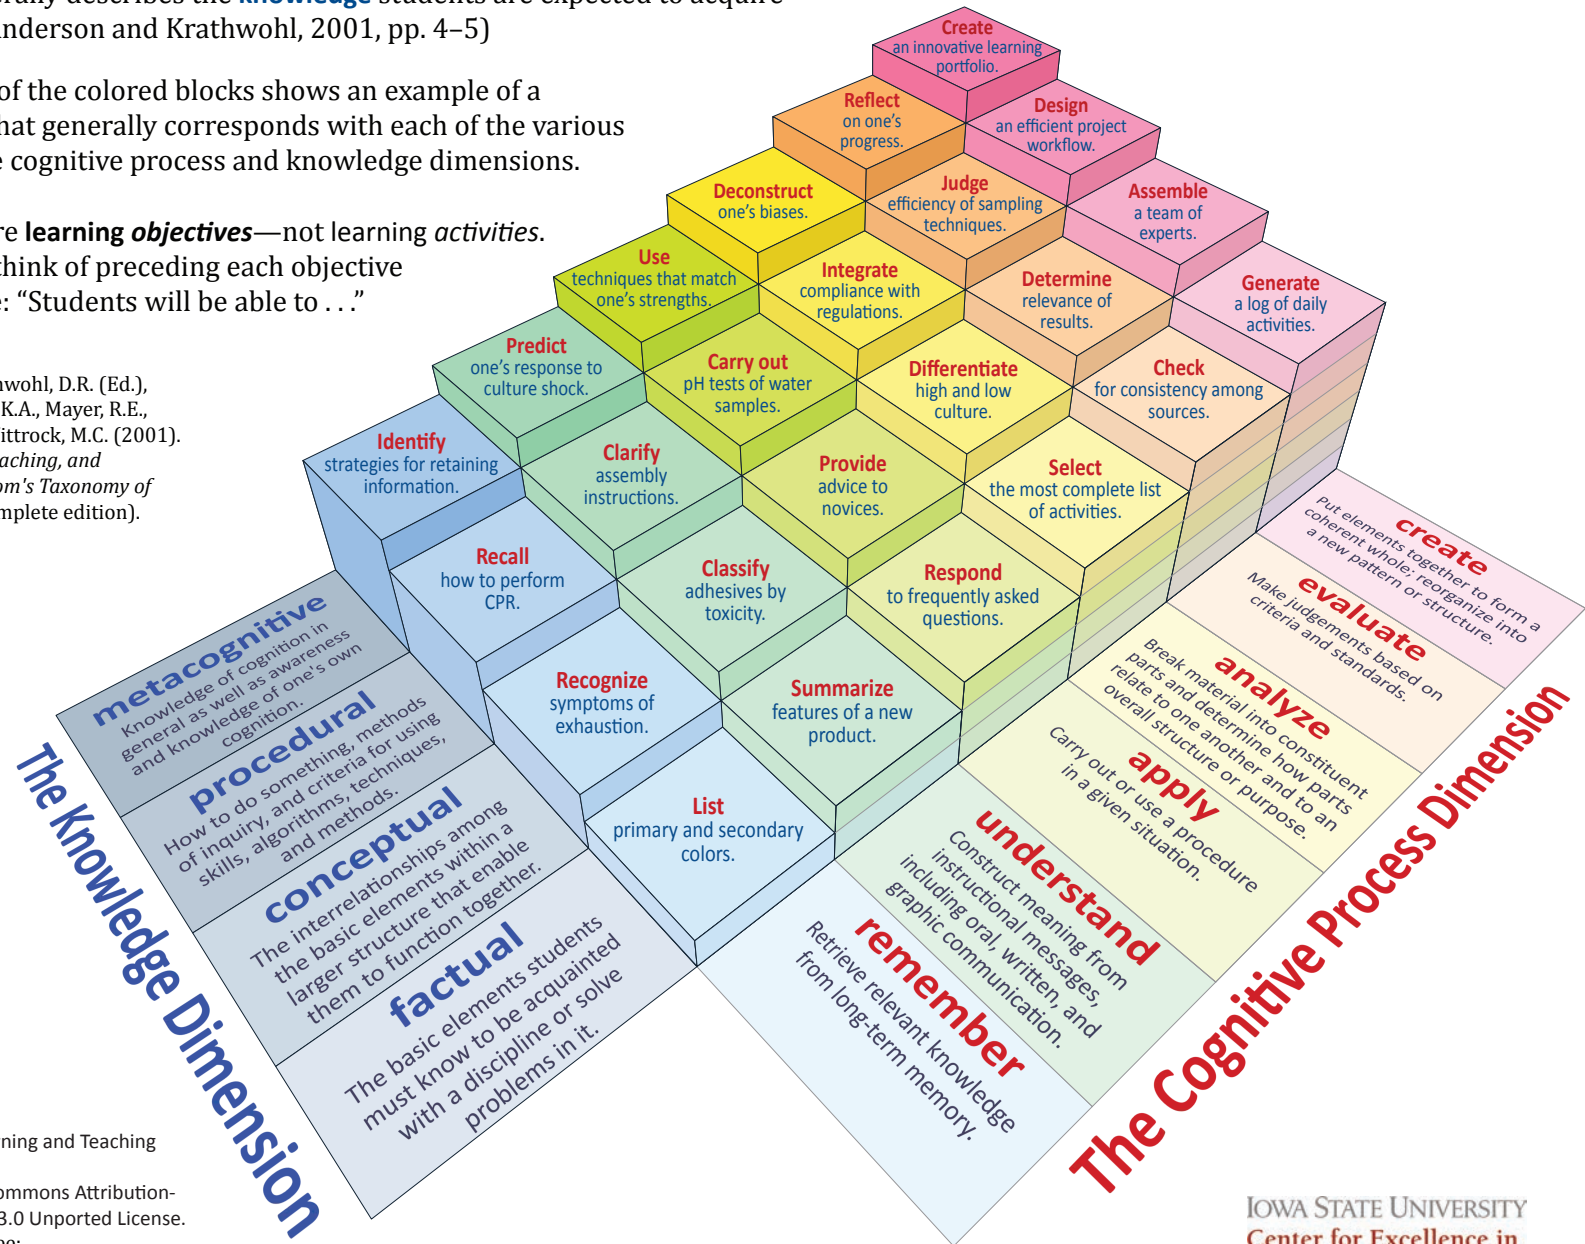 knowledge students are expected to acquire
nderson and Krathwohl, 2001, pp. 4–5)
of the colored blocks shows an example of a
hat generally corresponds with each of the various
cognitive process and knowledge dimensions.
re learning objectives—not learning activities.
think of preceding each objective
: “Students will be able to . . .”
hwohl, D.R. (Ed.),
K.A., Mayer, R.E.,
ittrock, M.C. (2001).
aching, and
om's Taxonomy of
mplete edition).
Create
an innovative learning
portfolio.
Reflect
on one's
progress.
Design
an efficient project
workflow.
Deconstruct
one's biases.
Judge
efficiency of sampling
techniques.
Assemble
a team of
experts.
Use
techniques that match
one's strengths.
Integrate
compliance with
regulations.
Determine
relevance of
results.
Generate
a log of daily
activities.
Predict
one's response to
culture shock.
Carry out
pH tests of water
samples.
Differentiate
high and low
culture.
Check
for consistency among
sources.
Identify
strategies for retaining
information.
Clarify
assembly
instructions.
Provide
advice to
novices.
Select
the most complete list
of activities.
Recall
how to perform
CPR.
Classify
adhesives by
toxicity.
Respond
to frequently asked
questions.
Recognize
symptoms of
exhaustion.
Summarize
features of a new
product.
List
primary and secondary
colors.
metacognitive
Knowledge of cognition in
general as well as awareness
and knowledge of one's own
cognition.
procedural
How to do something, methods
of inquiry, and criteria for using
skills, algorithms, techniques,
and methods.
conceptual
The interrelationships among
the basic elements within a
larger structure that enable
them to function together.
factual
The basic elements students
must know to be acquainted
with a discipline or solve
problems in it.
The Knowledge Dimension
remember
Retrieve relevant knowledge
from long-term memory.
understand
Construct meaning from
instructional messages,
including oral, written, and
graphic communication.
apply
Carry out or use a procedure
in a given situation.
analyze
Break material into constituent
parts and determine how parts
relate to one another and to an
overall structure or purpose.
evaluate
Make judgements based on
criteria and standards.
create
Put elements together to form a
coherent whole; reorganize into
a new pattern or structure.
The Cognitive Process Dimension
rning and Teaching
ommons Attribution-
3.0 Unported License.
IOWA STATE UNIVERSITY
Center for Excellence in